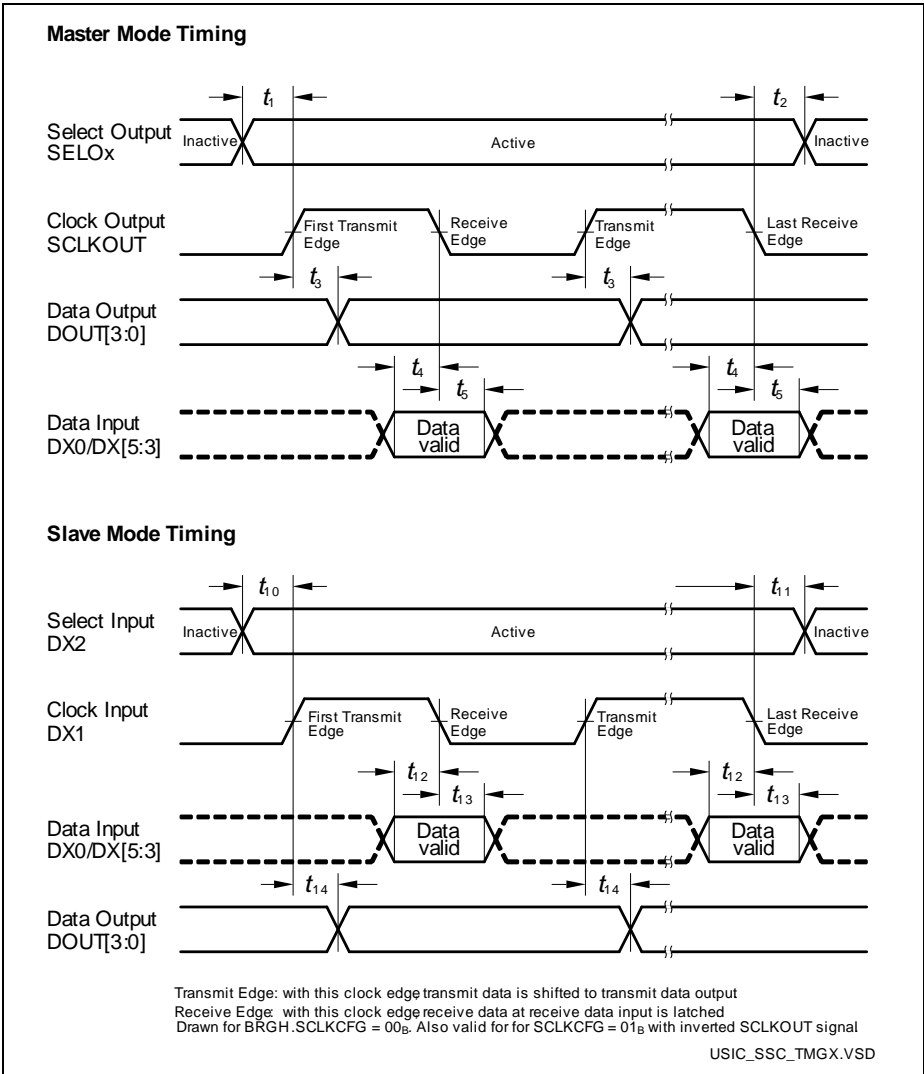 Master Mode Timing
t1
t2
Select Output
SELOx
Inactive
Active
Inactive
Clock Output
SCLKOUT
First Transmit
Edge
Receive
Edge
Transmit
Edge
Last Receive
Edge
t3
t3
Data Output
DOUT[3:0]
t4
t5
t4
t5
Data Input
DX0/DX[5:3]
Data
valid
Data
valid
Slave Mode Timing
t10
t11
Select Input
DX2
Inactive
Active
Inactive
Clock Input
DX1
First Transmit
Edge
Receive
Edge
Transmit
Edge
Last Receive
Edge
t12
t13
t12
t13
Data Input
DX0/DX[5:3]
Data
valid
Data
valid
t14
t14
Data Output
DOUT[3:0]
Transmit Edge: with this clock edge, transmit data is shifted to transmit data output
Receive Edge: with this clock edge, receive data at receive data input is latched
Drawn for BRGH.SCLKCFG = 00B. Also valid for for SCLKCFG = 01B with inverted SCLKOUT signal.
USIC_SSC_TMGX.VSD